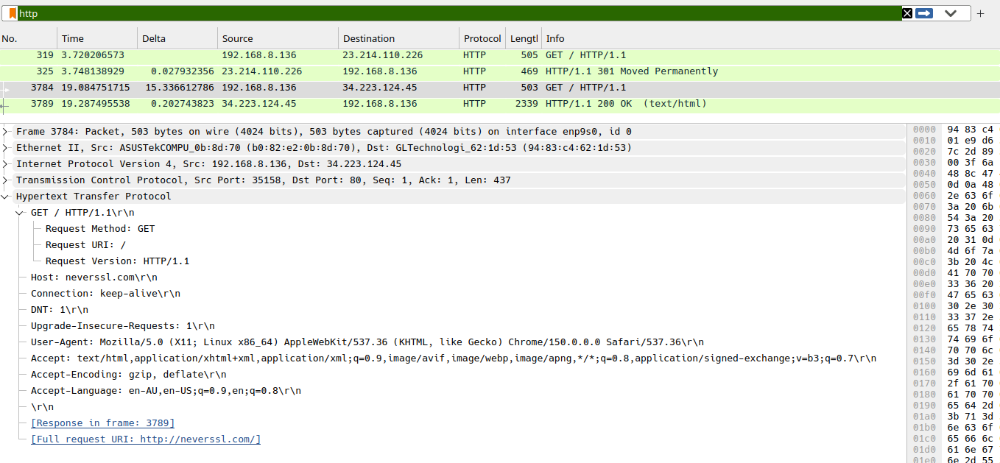 http
No. Time Delta Source Destination Protocol Lengtl Info
319 3.720206573 192.168.8.136 23.214.110.226 HTTP 505 GET / HTTP/1.1
325 3.748138929 0.027932356 23.214.110.226 192.168.8.136 HTTP 469 HTTP/1.1 301 Moved Permanently
3784 19.084751715 15.336612786 192.168.8.136 34.223.124.45 HTTP 503 GET / HTTP/1.1
3789 19.287495538 0.202743823 34.223.124.45 192.168.8.136 HTTP 2339 HTTP/1.1 200 OK (text/html)
Frame 3784: Packet, 503 bytes on wire (4024 bits), 503 bytes captured (4024 bits) on interface enp9s0, id 0
Ethernet II, Src: ASUSTekCOMPU_0b:8d:70 (b0:82:e2:0b:8d:70), Dst: GLTechnologi_62:1d:53 (94:83:c4:62:1d:53)
Internet Protocol Version 4, Src: 192.168.8.136, Dst: 34.223.124.45
Transmission Control Protocol, Src Port: 35158, Dst Port: 80, Seq: 1, Ack: 1, Len: 437
Hypertext Transfer Protocol
GET / HTTP/1.1\r\n
Request Method: GET
Request URI: /
Request Version: HTTP/1.1
Host: neverssl.com\r\n
Connection: keep-alive\r\n
DNT: 1\r\n
Upgrade-Insecure-Requests: 1\r\n
User-Agent: Mozilla/5.0 (X11; Linux x86_64) AppleWebKit/537.36 (KHTML, like Gecko) Chrome/150.0.0.0 Safari/537.36\r\n
Accept: text/html,application/xhtml+xml,application/xml;q=0.9,image/avif,image/webp,image/apng,*/*;q=0.8,application/signed-exchange;v=b3;q=0.7\r\n
Accept-Encoding: gzip, deflate\r\n
Accept-Language: en-AU,en-US;q=0.9,en;q=0.8\r\n
\r\n
[Response in frame: 3789]
[Full request URI: http://neverssl.com/]
0000 94 83 c4
0010 01 e9 d6
0020 7c 2d 89
0030 00 3f 6a
0040 48 8c 47
0050 0d 0a 48
0060 2e 63 6f
0070 3a 20 6b
0080 54 3a 20
0090 73 65 63
00a0 20 31 0d
00b0 4d 6f 7a
00c0 3b 20 4c
00d0 41 70 70
00e0 33 36 20
00f0 47 65 63
0100 30 2e 30
0110 33 37 2e
0120 65 78 74
0130 74 69 6f
0140 70 70 6c
0150 3d 30 2e
0160 69 6d 61
0170 2f 61 70
0180 61 70 70
0190 65 64 2d
01a0 3b 71 3d
01b0 6e 63 6f
01c0 65 66 6c
01d0 61 6e 67
01e0 6e 2d 55